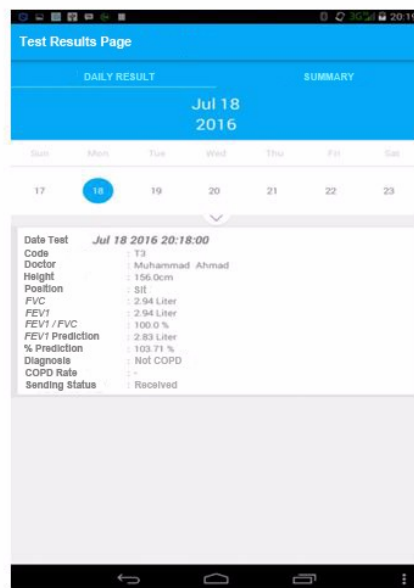 3G 20:19
Test Results Page
DAILY RESULT SUMMARY
Jul 18
2016
Sun Mon Tue Wed Thu Fri Sat
17 18 19 20 21 22 23
Date Test Jul 18 2016 20:18:00
Code : T3
Doctor : Muhammad Ahmad
Height : 156.0cm
Position : Sit
FVC : 2.94 Liter
FEV1 : 2.94 Liter
FEV1 / FVC : 100.0 %
FEV1 Prediction : 2.83 Liter
% Prediction : 103.71 %
Diagnosis : Not COPD
COPD Rate : -
Sending Status : Received